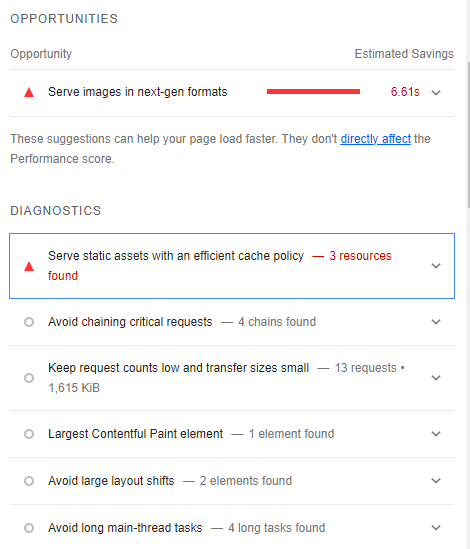 OPPORTUNITIES
Opportunity Estimated Savings
Serve images in next-gen formats 6.61s
These suggestions can help your page load faster. They don't directly affect the
Performance score.
DIAGNOSTICS
Serve static assets with an efficient cache policy — 3 resources
found
Avoid chaining critical requests — 4 chains found
Keep request counts low and transfer sizes small — 13 requests •
1,615 KiB
Largest Contentful Paint element — 1 element found
Avoid large layout shifts — 2 elements found
Avoid long main-thread tasks — 4 long tasks found